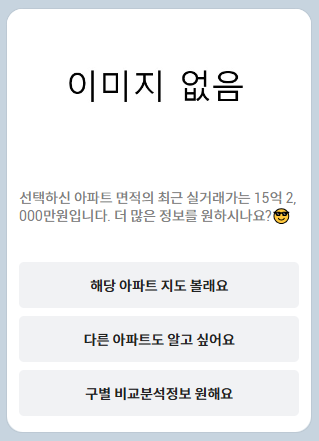 이미지 없음
선택하신 아파트 면적의 최근 실거래가는 15억 2,
000만원입니다. 더 많은 정보를 원하시나요?😎
해당 아파트 지도 볼래요
다른 아파트도 알고 싶어요
구별 비교분석정보 원해요